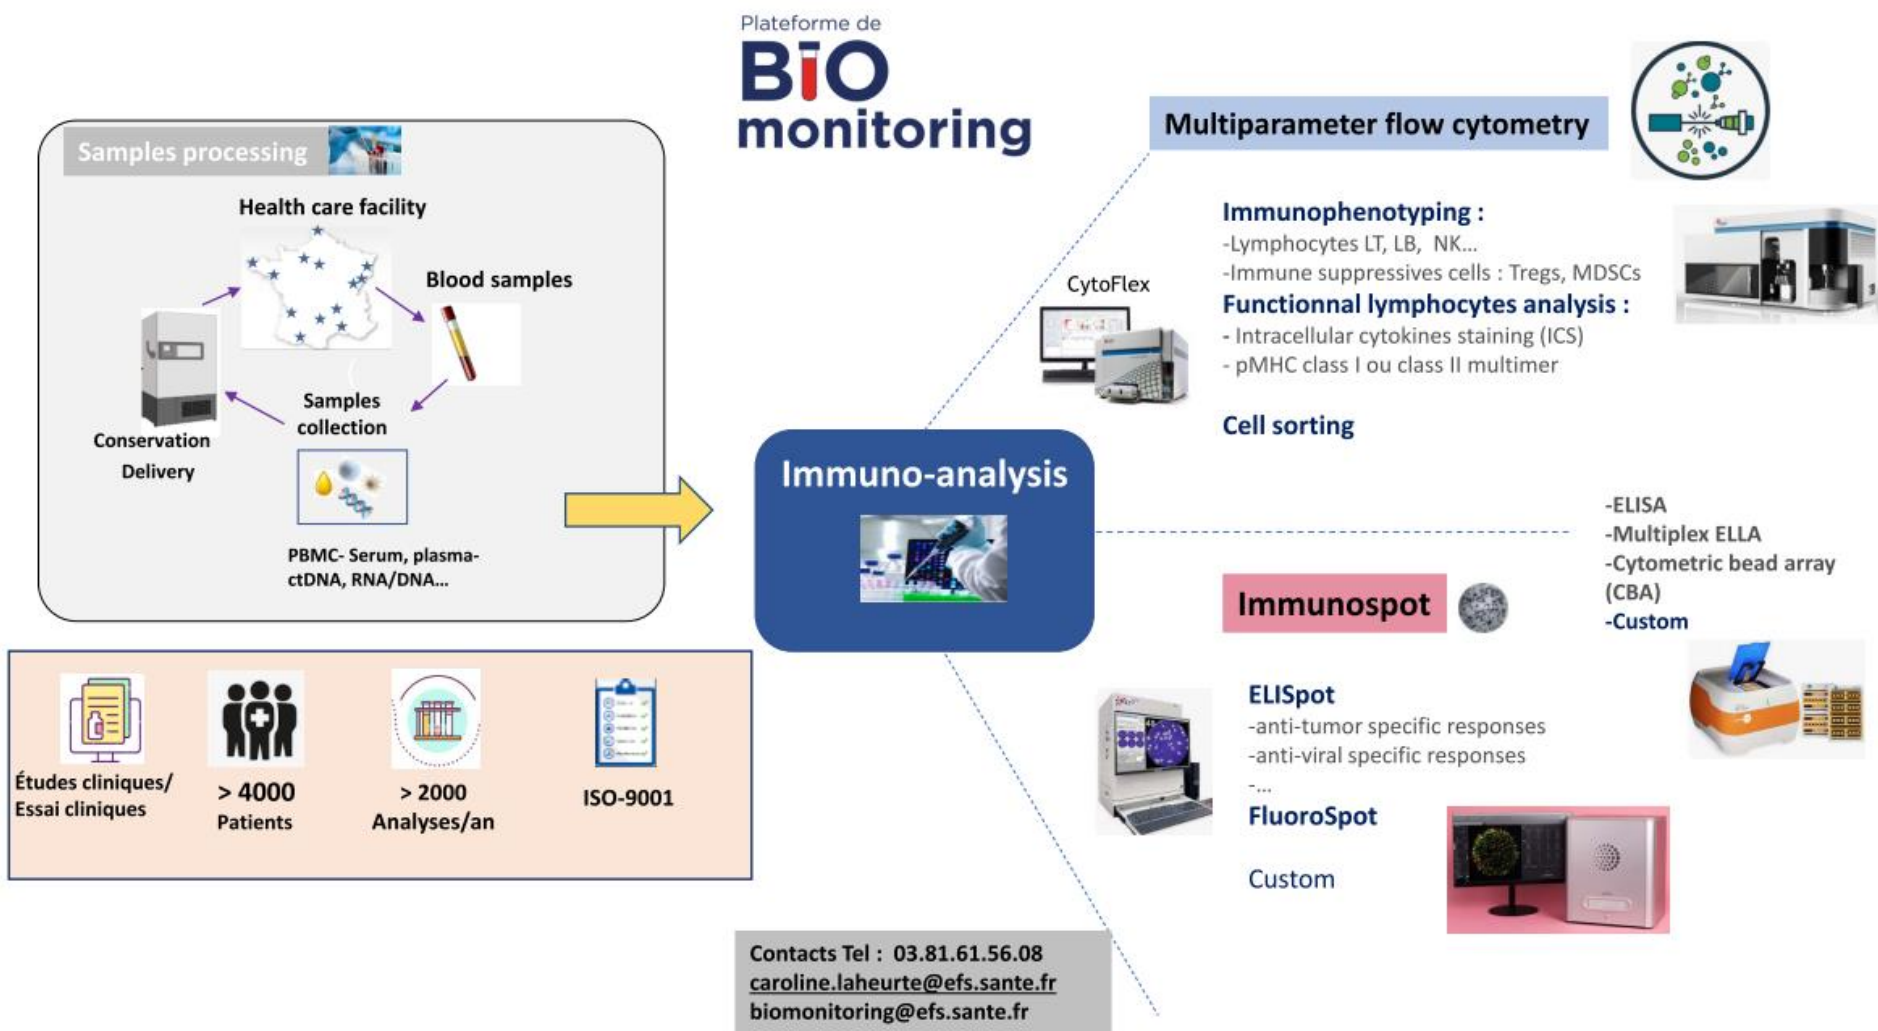 Plateforme de
BiO
monitoring
Samples processing
Health care facility
Blood samples
Samples
collection
Conservation
Delivery
PBMC- Serum, plasma-
ctDNA, RNA/DNA...
Études cliniques/
Essai cliniques
> 4000
Patients
> 2000
Analyses/an
ISO-9001
Immuno-analysis
Multiparameter flow cytometry
CytoFlex
Immunophenotyping :
-Lymphocytes LT, LB, NK...
-Immune suppressives cells : Tregs, MDSCs
Functionnal lymphocytes analysis :
- Intracellular cytokines staining (ICS)
- pMHC class I ou class II multimer
Cell sorting
-ELISA
-Multiplex ELLA
-Cytometric bead array
(CBA)
-Custom
Immunospot
ELISpot
-anti-tumor specific responses
-anti-viral specific responses
-...
FluoroSpot
Custom
Contacts Tel : 03.81.61.56.08
caroline.laheurte@efs.sante.fr
biomonitoring@efs.sante.fr